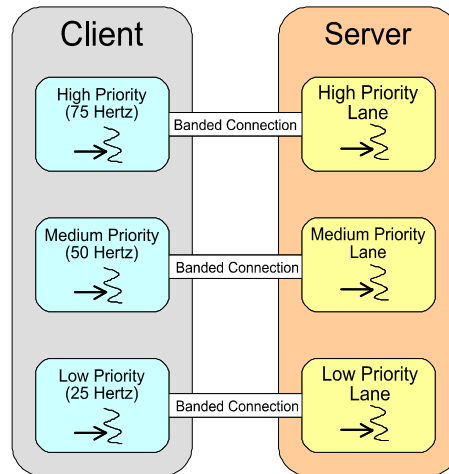 Client
Server
High Priority
(75 Hertz)
Banded Connection
High Priority
Lane
Medium Priority
(50 Hertz)
Banded Connection
Medium Priority
Lane
Low Priority
(25 Hertz)
Banded Connection
Low Priority
Lane